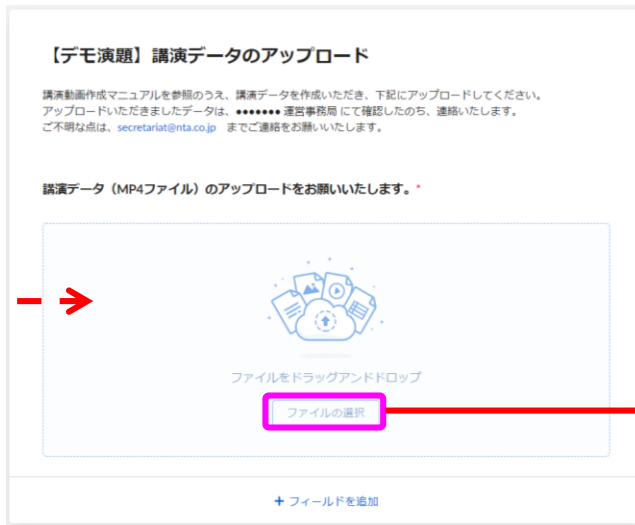 【デモ演題】講演データのアップロード
講演動画作成マニュアルを参照のうえ、講演データを作成いただき、下記にアップロードしてください。
アップロードいただきましたデータは、●●●●●●● 運営事務局 にて確認したのち、連絡いたします。
ご不明な点は、secretariat@nta.co.jp までご連絡をお願いいたします。
講演データ（MP4ファイル）のアップロードをお願いいたします。*
ファイルをドラッグアンドドロップ
ファイルの選択
+ フィールドを追加